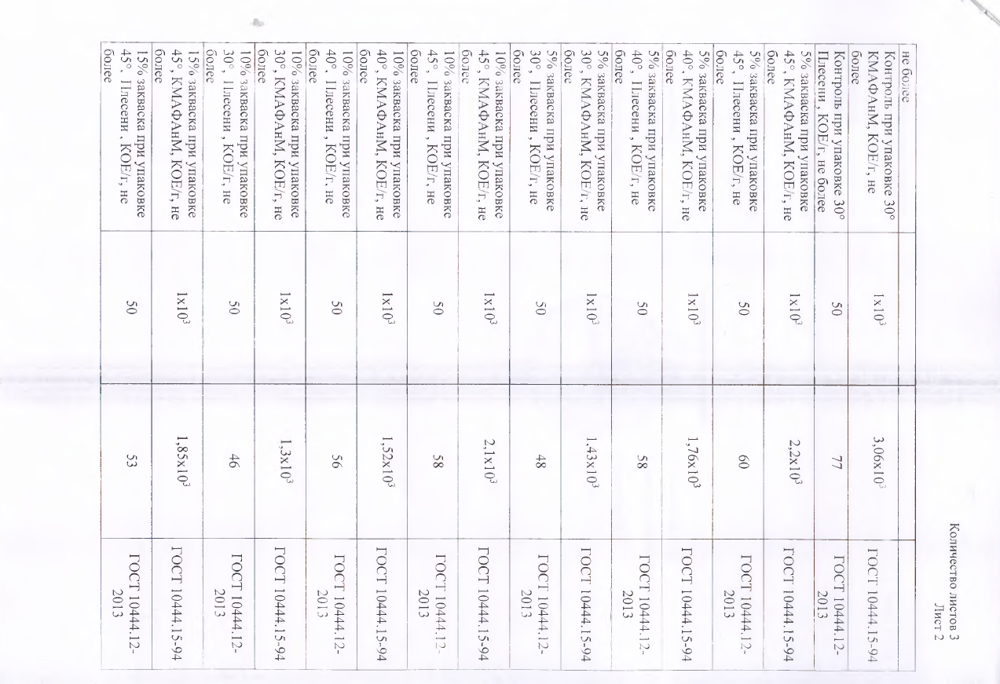 Количество листов 3
Лист 2
не более
Контроль при упаковке 30°
КМАФАнМ, КОЕ/г, не
более
1х10³
3,06х10³
ГОСТ 10444.15-94
Контроль при упаковке 30°
Плесени , КОЕ/г, не более
50
77
ГОСТ 10444.12-
2013
5% закваска при упаковке
45°, КМАФАнМ, КОЕ/г, не
более
1х10³
2,2х10³
ГОСТ 10444.15-94
5% закваска при упаковке
45° , Плесени , КОЕ/г, не
более
50
60
ГОСТ 10444.12-
2013
5% закваска при упаковке
40°, КМАФАнМ, КОЕ/г, не
более
1х10³
1,76х10³
ГОСТ 10444.15-94
5% закваска при упаковке
40° , Плесени , КОЕ/г, не
более
50
58
ГОСТ 10444.12-
2013
5% закваска при упаковке
30°, КМАФАнМ, КОЕ/г, не
более
1х10³
1,43х10³
ГОСТ 10444.15-94
5% закваска при упаковке
30° , Плесени , КОЕ/г, не
более
50
48
ГОСТ 10444.12-
2013
10% закваска при упаковке
45°, КМАФАнМ, КОЕ/г, не
более
1х10³
2,1х10³
ГОСТ 10444.15-94
10% закваска при упаковке
45° , Плесени , КОЕ/г, не
более
50
58
ГОСТ 10444.12-
2013
10% закваска при упаковке
40°, КМАФАнМ, КОЕ/г, не
более
1х10³
1,52х10³
ГОСТ 10444.15-94
10% закваска при упаковке
40° , Плесени , КОЕ/г, не
более
50
56
ГОСТ 10444.12-
2013
10% закваска при упаковке
30°, КМАФАнМ, КОЕ/г, не
более
1х10³
1,3х10³
ГОСТ 10444.15-94
10% закваска при упаковке
30° , Плесени , КОЕ/г, не
более
50
46
ГОСТ 10444.12-
2013
15% закваска при упаковке
45°, КМАФАнМ, КОЕ/г, не
более
1х10³
1,85х10³
ГОСТ 10444.15-94
15% закваска при упаковке
45° , Плесени , КОЕ/г, не
более
50
53
ГОСТ 10444.12-
2013